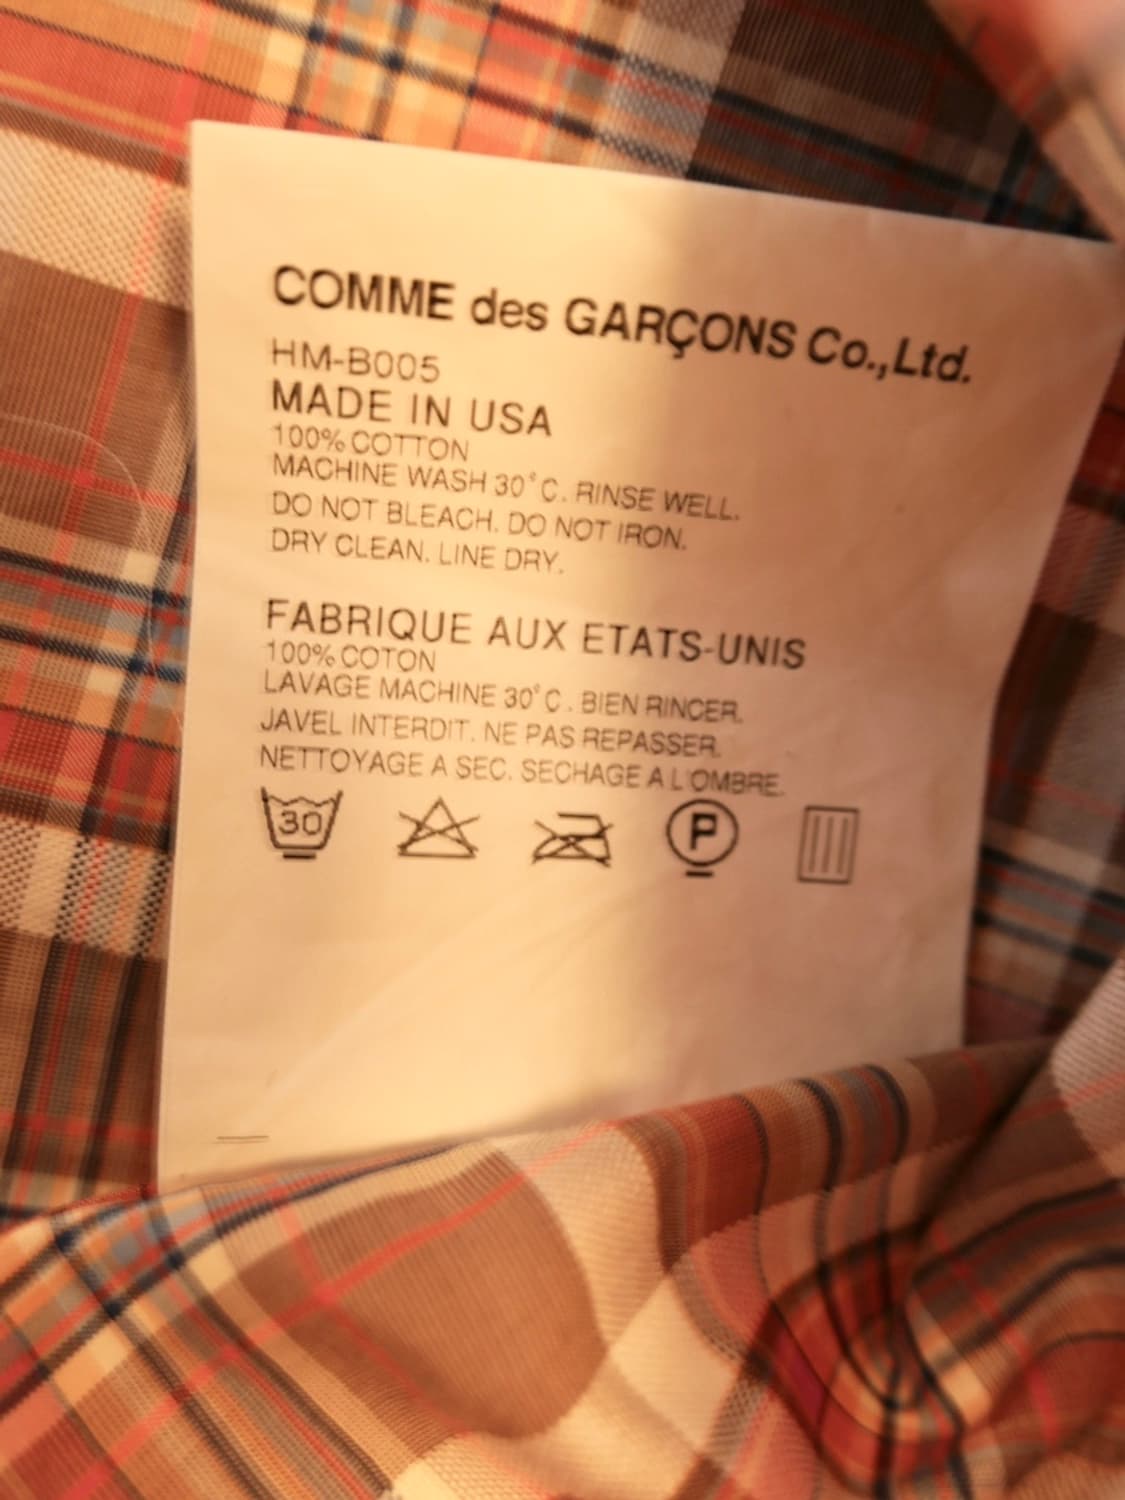 COMME des GARÇONS Co.,Ltd.
HM-B005
MADE IN USA
100% COTTON
MACHINE WASH 30°C. RINSE WELL.
DO NOT BLEACH. DO NOT IRON.
DRY CLEAN. LINE DRY.
FABRIQUE AUX ETATS-UNIS
100% COTON
LAVAGE MACHINE 30°C. BIEN RINCER.
JAVEL INTERDIT. NE PAS REPASSER.
NETTOYAGE A SEC. SECHAGE A L'OMBRE.
30 P